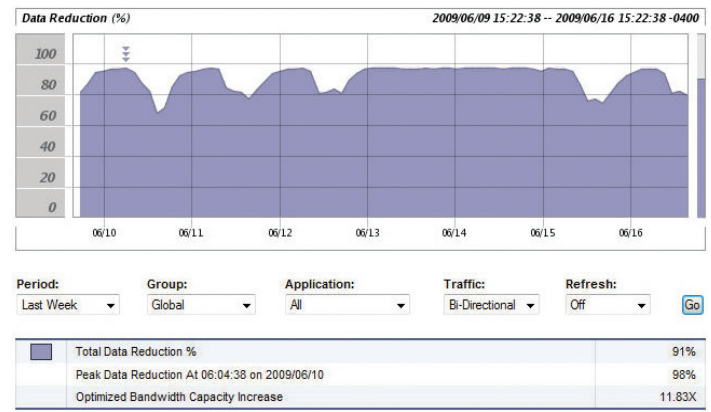 Data Reduction (%) 2009/06/09 15:22:38 -- 2009/06/16 15:22:38 -0400
100
80
60
40
20
0
06/10 06/11 06/12 06/13 06/14 06/15 06/16
Period: Group: Application: Traffic: Refresh:
Last Week Global All Bi-Directional Off Go
Total Data Reduction % 91%
Peak Data Reduction At 06:04:38 on 2009/06/10 98%
Optimized Bandwidth Capacity Increase 11.83X